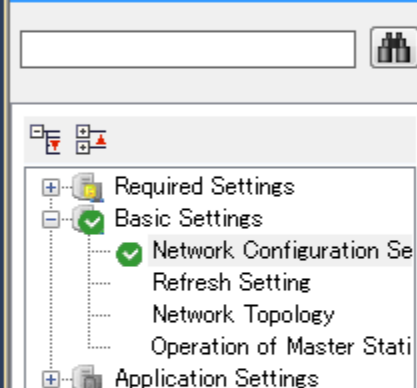 Required Settings
Basic Settings
Network Configuration Se
Refresh Setting
Network Topology
Operation of Master Stati
Application Settings